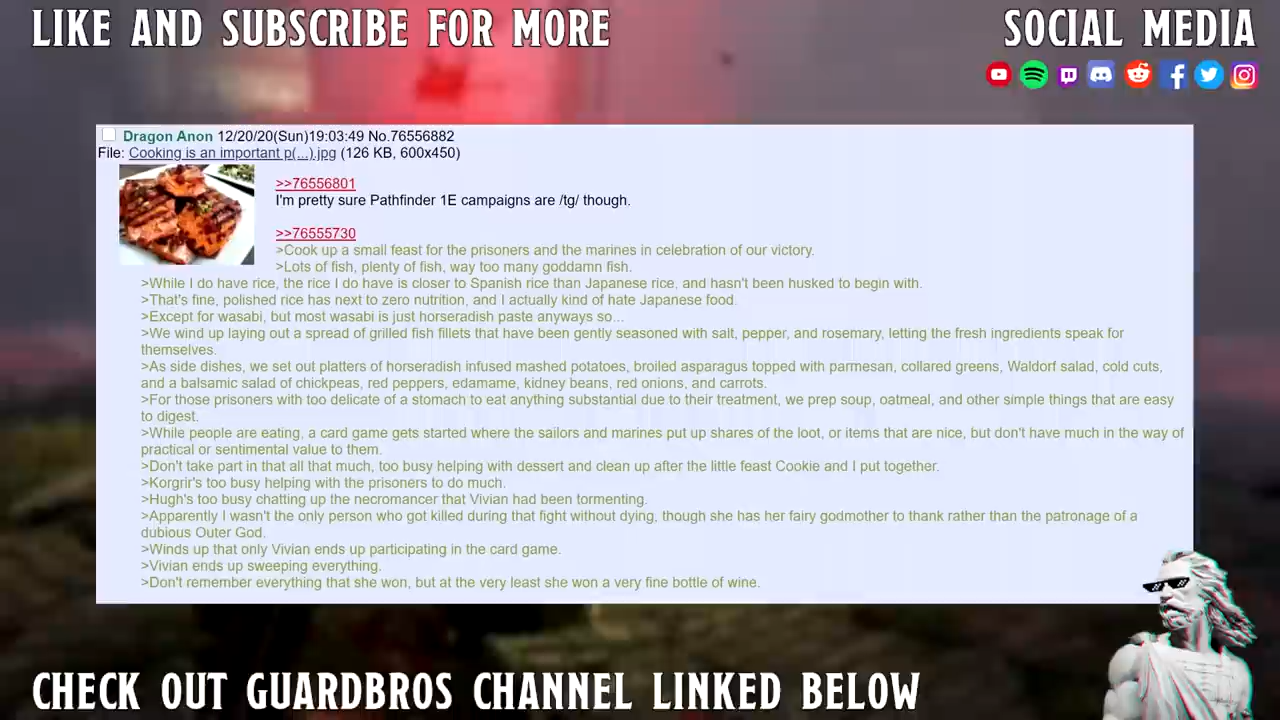 LIKE AND SUBSCRIBE FOR MORE
SOCIAL MEDIA
Dragon Anon 12/20/20(Sun)19:03:49 No.76556882
File: Cooking is an important p(...).jpg (126 KB, 600x450)
>>76556801
I'm pretty sure Pathfinder 1E campaigns are /tg/ though.
>>76555730
>Cook up a small feast for the prisoners and the marines in celebration of our victory.
>Lots of fish, plenty of fish, way too many goddamn fish.
>While I do have rice, the rice I do have is closer to Spanish rice than Japanese rice, and hasn't been husked to begin with.
>That's fine, polished rice has next to zero nutrition, and I actually kind of hate Japanese food.
>Except for wasabi, but most wasabi is just horseradish paste anyways so...
>We wind up laying out a spread of grilled fish fillets that have been gently seasoned with salt, pepper, and rosemary, letting the fresh ingredients speak for
themselves.
>As side dishes, we set out platters of horseradish infused mashed potatoes, broiled asparagus topped with parmesan, collared greens, Waldorf salad, cold cuts,
and a balsamic salad of chickpeas, red peppers, edamame, kidney beans, red onions, and carrots.
>For those prisoners with too delicate of a stomach to eat anything substantial due to their treatment, we prep soup, oatmeal, and other simple things that are easy
to digest.
>While people are eating, a card game gets started where the sailors and marines put up shares of the loot, or items that are nice, but don't have much in the way of
practical or sentimental value to them.
>Don't take part in that all that much, too busy helping with dessert and clean up after the little feast Cookie and I put together.
>Korgrir's too busy helping with the prisoners to do much.
>Hugh's too busy chatting up the necromancer that Vivian had been tormenting.
>Apparently I wasn't the only person who got killed during that fight without dying, though she has her fairy godmother to thank rather than the patronage of a
dubious Outer God.
>Winds up that only Vivian ends up participating in the card game.
>Vivian ends up sweeping everything.
>Don't remember everything that she won, but at the very least she won a very fine bottle of wine.
CHECK OUT GUARDBROS CHANNEL LINKED BELOW